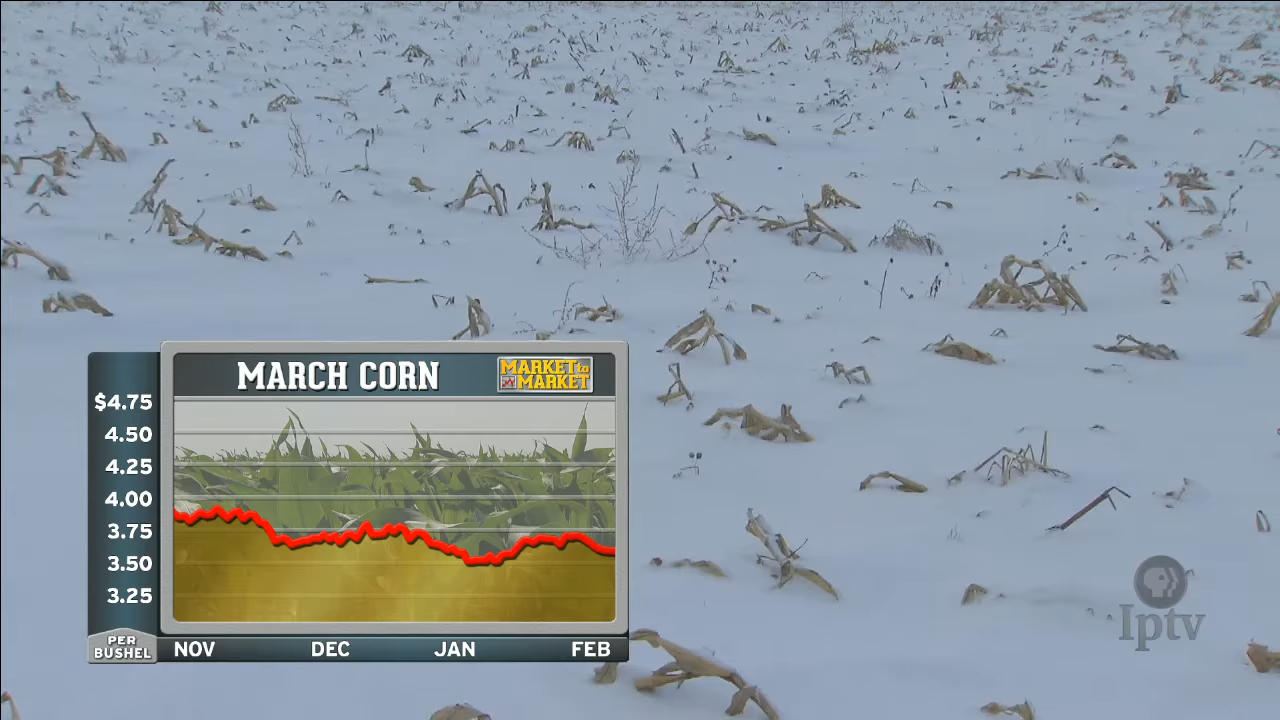 MARCH CORN
MARKET to
MARKET
$4.75
4.50
4.25
4.00
3.75
3.50
3.25
PER
BUSHEL
NOV DEC JAN FEB
Iptv